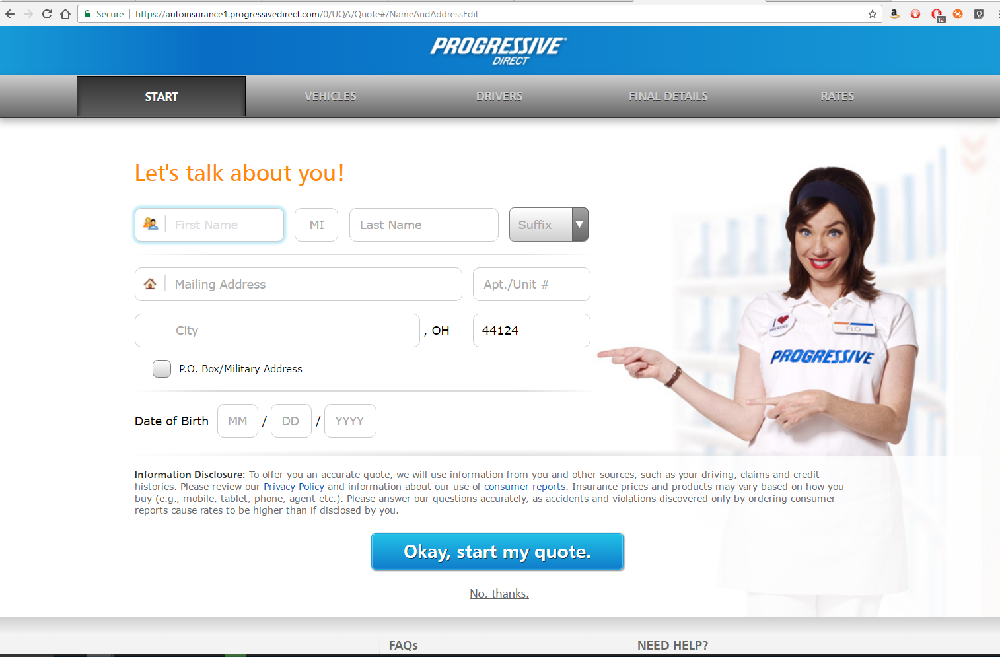 Secure
https://autoinsurance1.progressivedirect.com/0/UQA/Quote#/NameAndAddressEdit
12
PROGRESSIVE®
DIRECT
START VEHICLES DRIVERS FINAL DETAILS RATES
Let's talk about you!
First Name MI Last Name Suffix
Mailing Address Apt./Unit #
City , OH 44124
P.O. Box/Military Address
Date of Birth MM / DD / YYYY
I
INSURANCE
FLO
PROGRESSIVE
Information Disclosure: To offer you an accurate quote, we will use information from you and other sources, such as your driving, claims and credit
histories. Please review our Privacy Policy and information about our use of consumer reports. Insurance prices and products may vary based on how you
buy (e.g., mobile, tablet, phone, agent etc.). Please answer our questions accurately, as accidents and violations discovered only by ordering consumer
reports cause rates to be higher than if disclosed by you.
Okay, start my quote.
No, thanks.
FAQs NEED HELP?